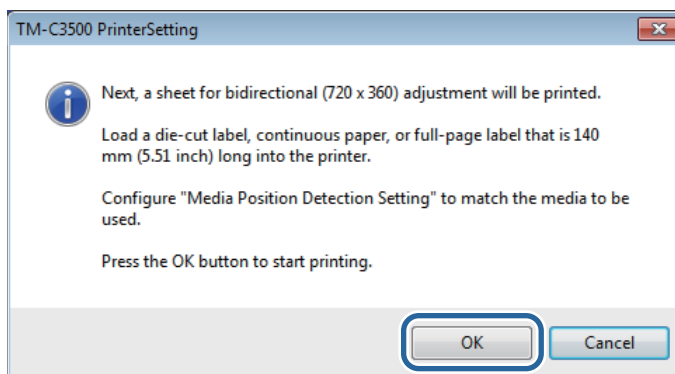 TM-C3500 PrinterSetting
Next, a sheet for bidirectional (720 x 360) adjustment will be printed.
Load a die-cut label, continuous paper, or full-page label that is 140
mm (5.51 inch) long into the printer.
Configure "Media Position Detection Setting" to match the media to be
used.
Press the OK button to start printing.
OK
Cancel